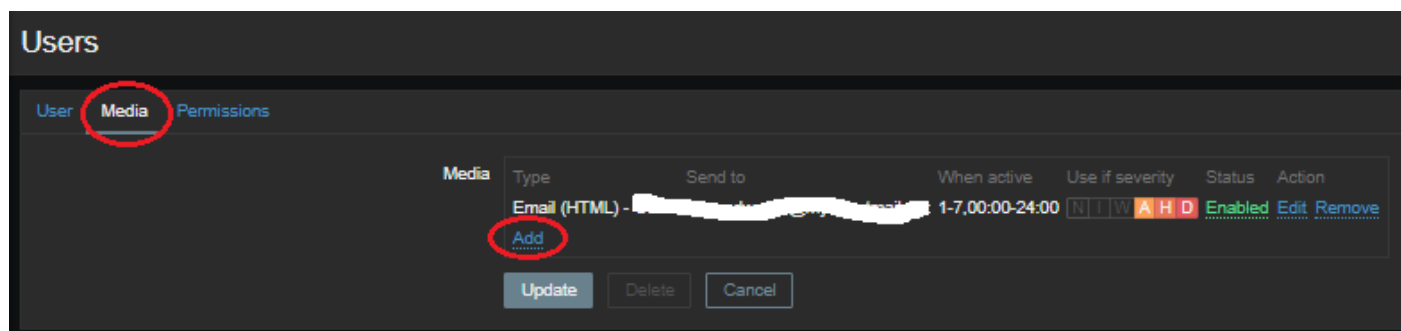 Users
User Media Permissions
Media Type Send to When active Use if severity Status Action
Email (HTML) - 1-7,00:00-24:00 N I W A H D Enabled Edit Remove
Add
Update Delete Cancel